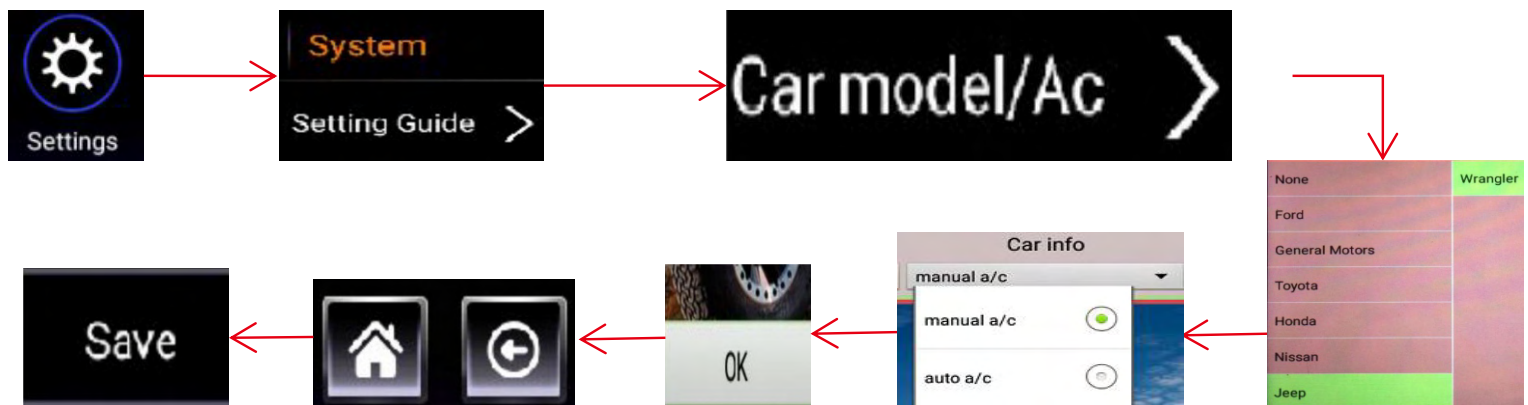 Settings
System
Setting Guide
Car model/Ac
None
Ford
General Motors
Toyota
Honda
Nissan
Jeep
Wrangler
Car info
manual a/c
manual a/c
auto a/c
OK
Save